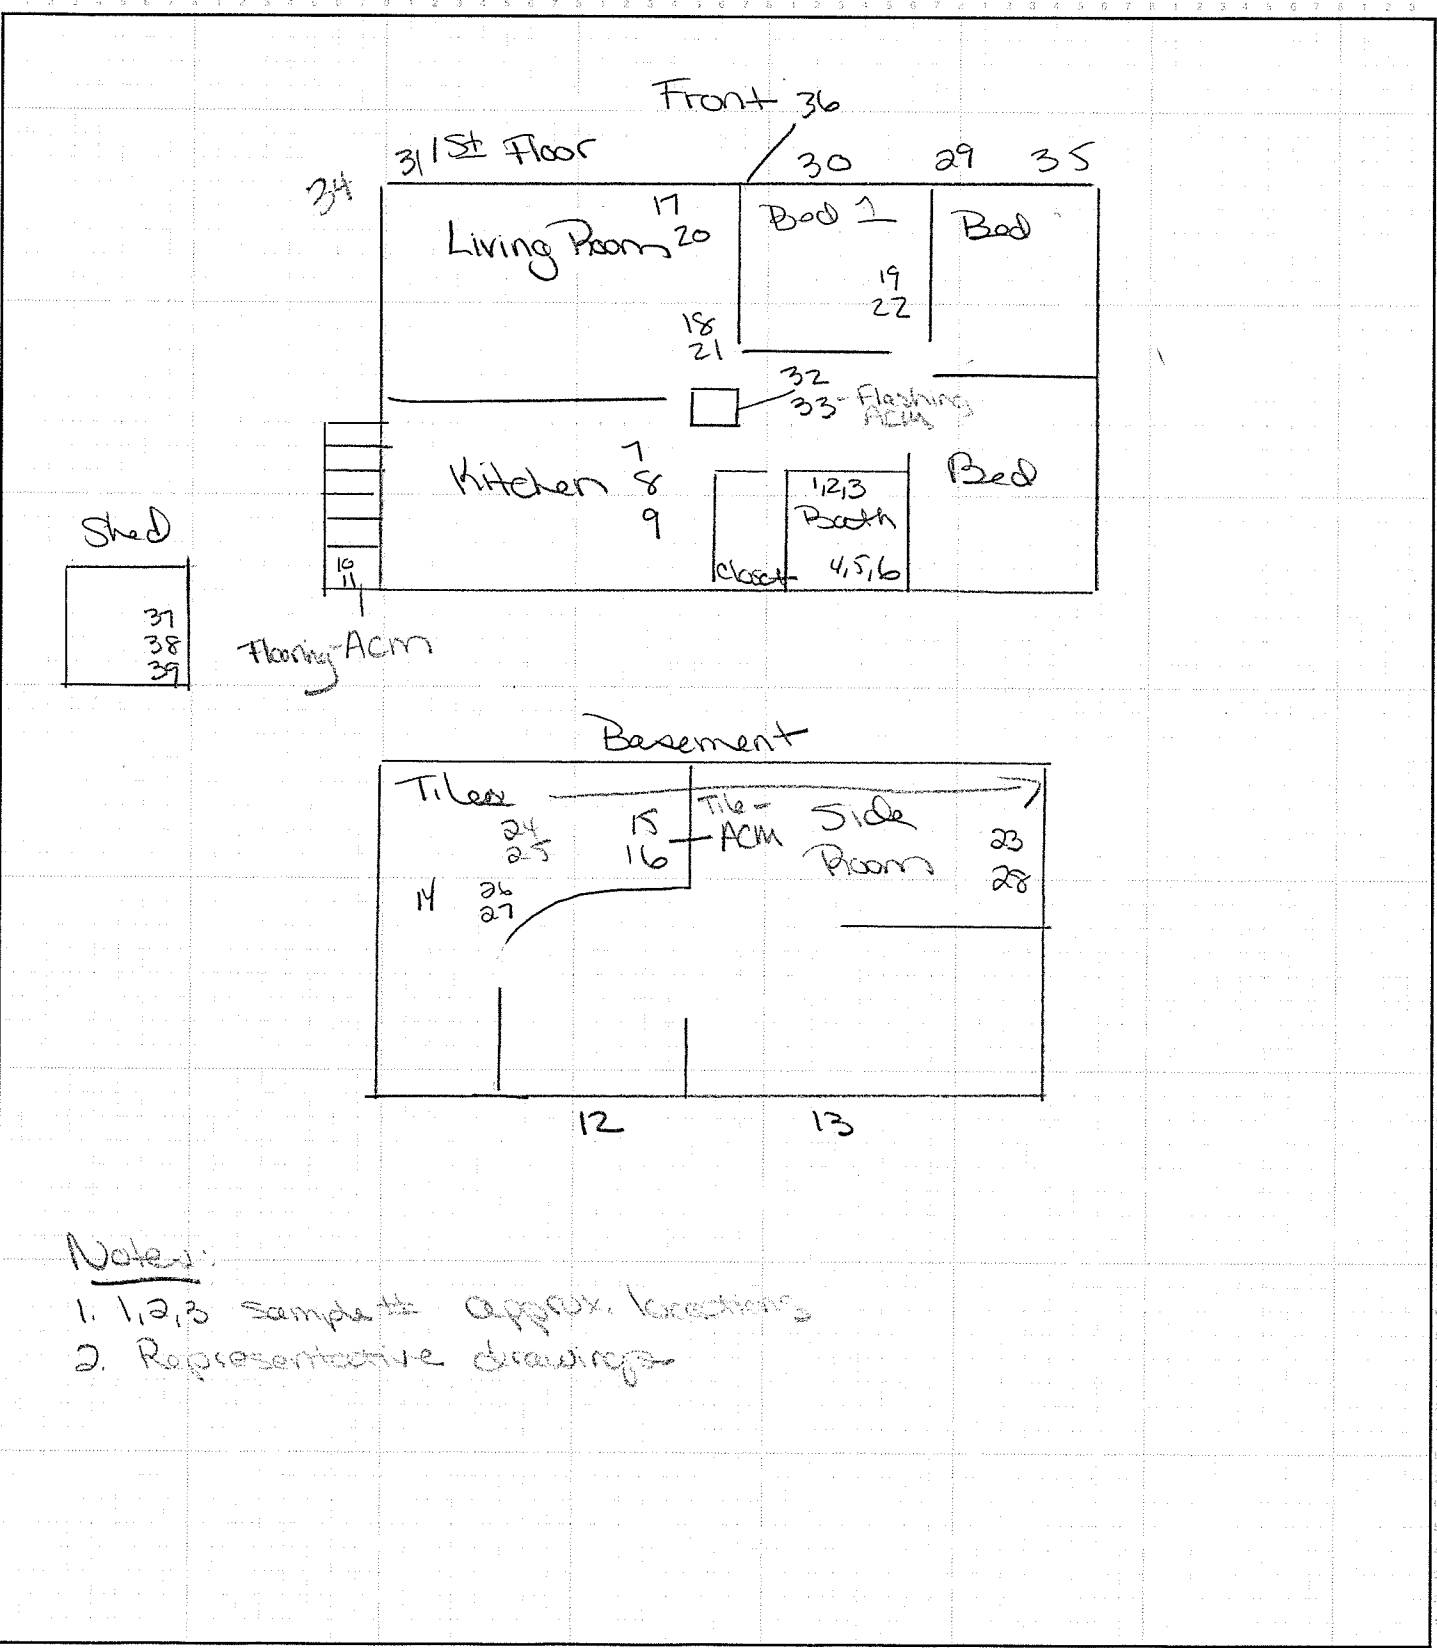 Front 36
31 1St Floor
30 29 35
34
17
Living Room 20
Bed 1
Bed
19
22
18
21
32
33 - Flashing
ACM
Kitchen
7
8
9
1,2,3
Bath
4,5,6
Closet
Bed
Shed
37
38
39
10
11
Flooring - ACM
Basement
Tiles
24
25
15
16
Tile -
ACM
Side
Room
23
28
14
26
27
12 13
Notes:
1. 1,2,3 sample # approx. locations
2. Representative drawings